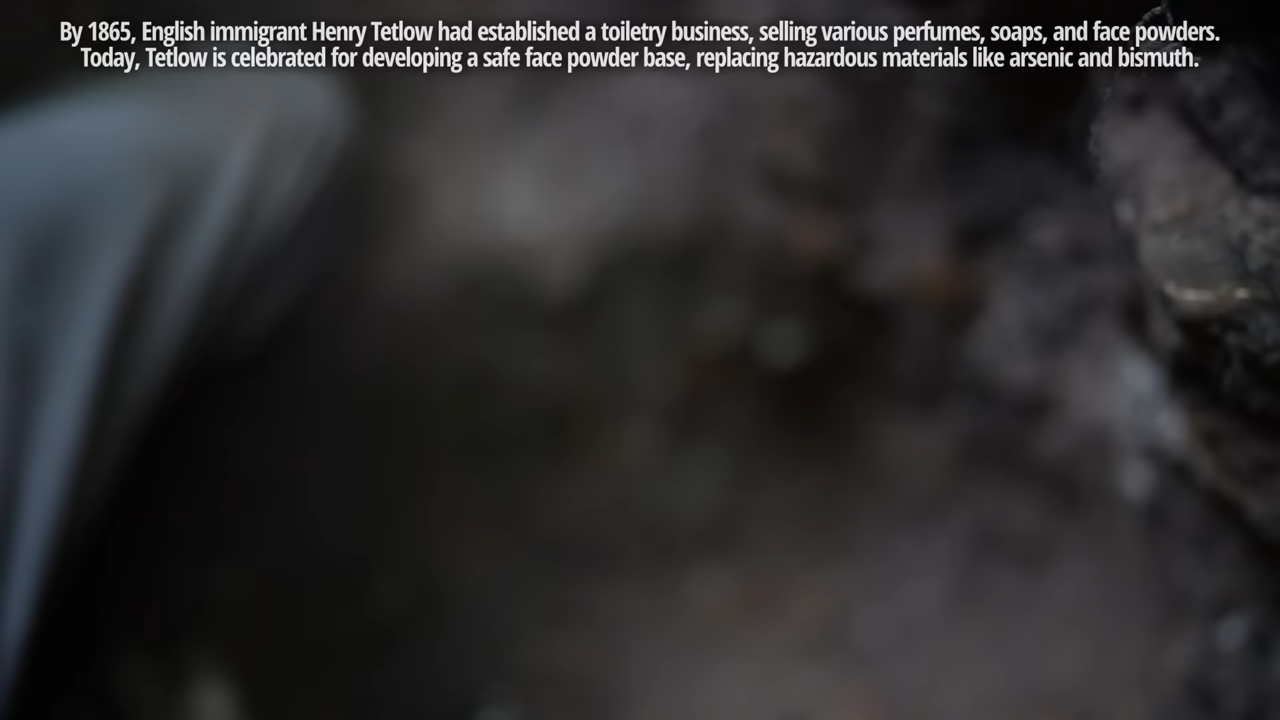 By 1865, English immigrant Henry Tetlow had established a toiletry business, selling various perfumes, soaps, and face powders.
Today, Tetlow is celebrated for developing a safe face powder base, replacing hazardous materials like arsenic and bismuth.